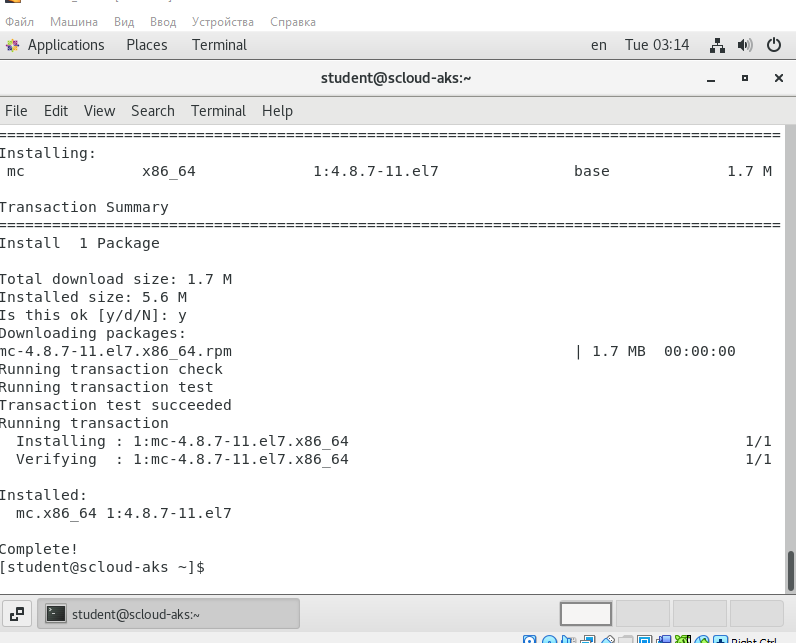 Файл Машина Вид Ввод Устройства Справка
Applications Places Terminal en Tue 03:14
student@scloud-aks:~
File Edit View Search Terminal Help
================================================================================
Installing:
 mc x86_64 1:4.8.7-11.el7 base 1.7 M

Transaction Summary
================================================================================
Install  1 Package

Total download size: 1.7 M
Installed size: 5.6 M
Is this ok [y/d/N]: y
Downloading packages:
mc-4.8.7-11.el7.x86_64.rpm | 1.7 MB  00:00:00
Running transaction check
Running transaction test
Transaction test succeeded
Running transaction
  Installing : 1:mc-4.8.7-11.el7.x86_64 1/1
  Verifying  : 1:mc-4.8.7-11.el7.x86_64 1/1

Installed:
  mc.x86_64 1:4.8.7-11.el7

Complete!
[student@scloud-aks ~]$
student@scloud-aks:~
Right Ctrl